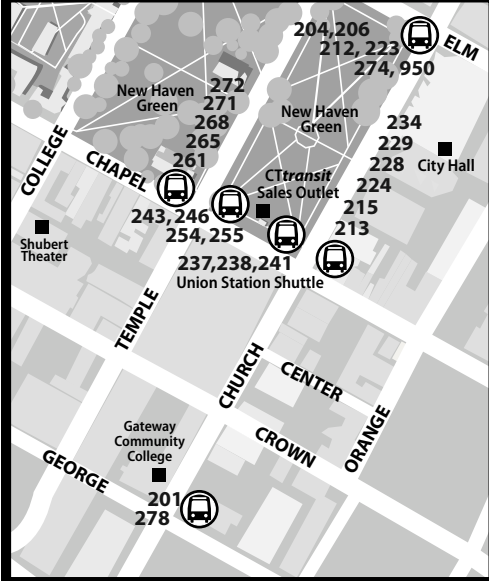 204,206
212, 223
274, 950
ELM
New Haven
Green
272
271
268
265
261
New Haven
Green
234
229
228
224
215
213
City Hall
COLLEGE
CHAPEL
CTtransit
Sales Outlet
243, 246
254, 255
Shubert
Theater
237,238,241
Union Station Shuttle
TEMPLE
CHURCH
CENTER
ORANGE
CROWN
Gateway
Community
College
GEORGE
201
278